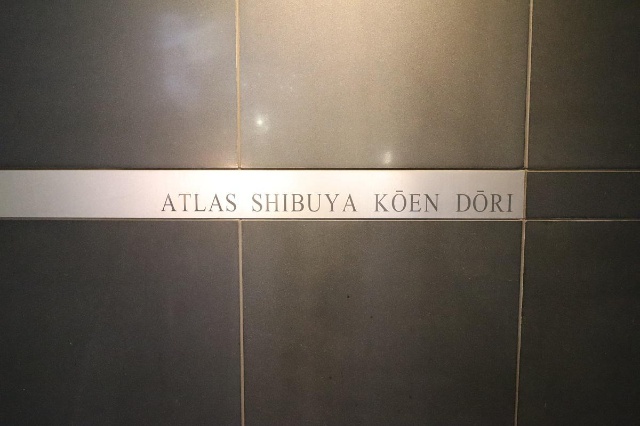 ATLAS SHIBUYA KŌEN DŌRI